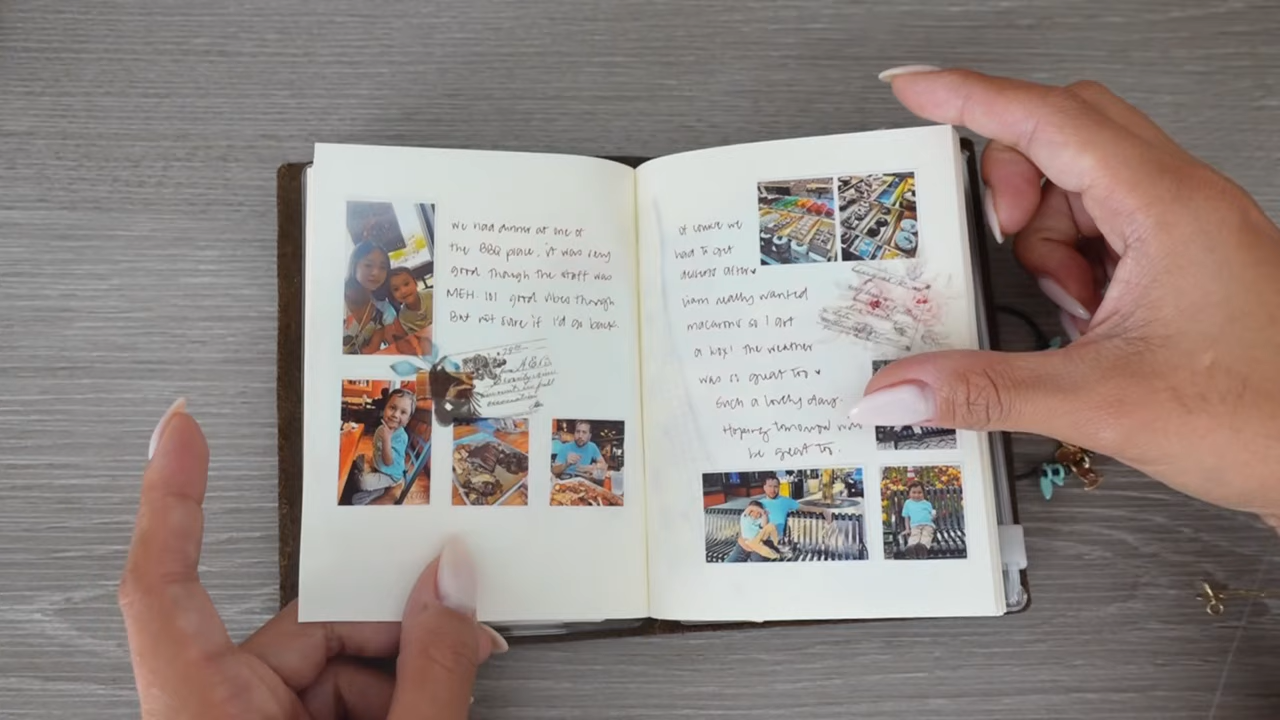 we had dinner at one of
the BBQ place, it was very
good though the staff was
MEH. lol good vibes though
But not sure if I'd go back.
of course we
had to get
dessert after
Liam really wanted
macarons so I got
a box! The weather
was so great too
such a lovely day.
Hoping tomorrow will
be great too.